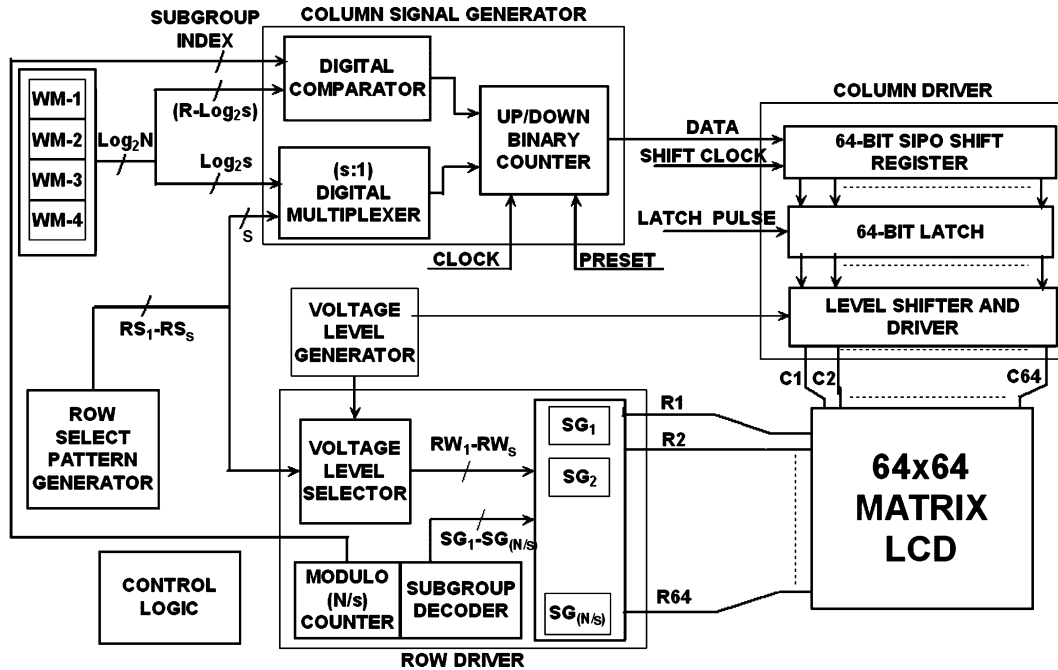 COLUMN SIGNAL GENERATOR
SUBGROUP
INDEX
WM-1
WM-2
WM-3
WM-4
Log₂N
(R-Log₂s)
Log₂s
S
DIGITAL
COMPARATOR
(s:1)
DIGITAL
MULTIPLEXER
UP/DOWN
BINARY
COUNTER
CLOCK
PRESET
COLUMN DRIVER
DATA
SHIFT CLOCK
64-BIT SIPO SHIFT
REGISTER
LATCH PULSE
64-BIT LATCH
LEVEL SHIFTER AND
DRIVER
C1
C2
C64
RS₁-RSₛ
VOLTAGE
LEVEL
GENERATOR
ROW
SELECT
PATTERN
GENERATOR
VOLTAGE
LEVEL
SELECTOR
RW₁-RWₛ
SG₁-SG₍N/s₎
SG₁
SG₂
SG₍N/s₎
R1
R2
R64
64x64
MATRIX
LCD
CONTROL
LOGIC
MODULO
(N/s)
COUNTER
SUBGROUP
DECODER
ROW DRIVER